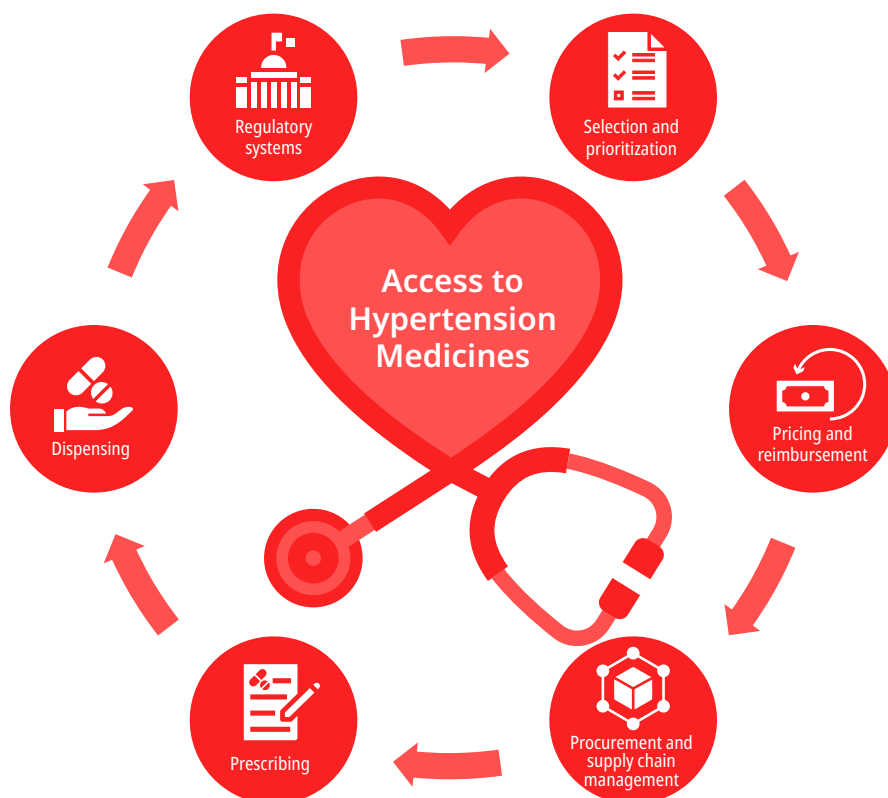 Access to
Hypertension
Medicines
Regulatory
systems
Selection and
prioritization
Pricing and
reimbursement
Procurement and
supply chain
management
Prescribing
Dispensing